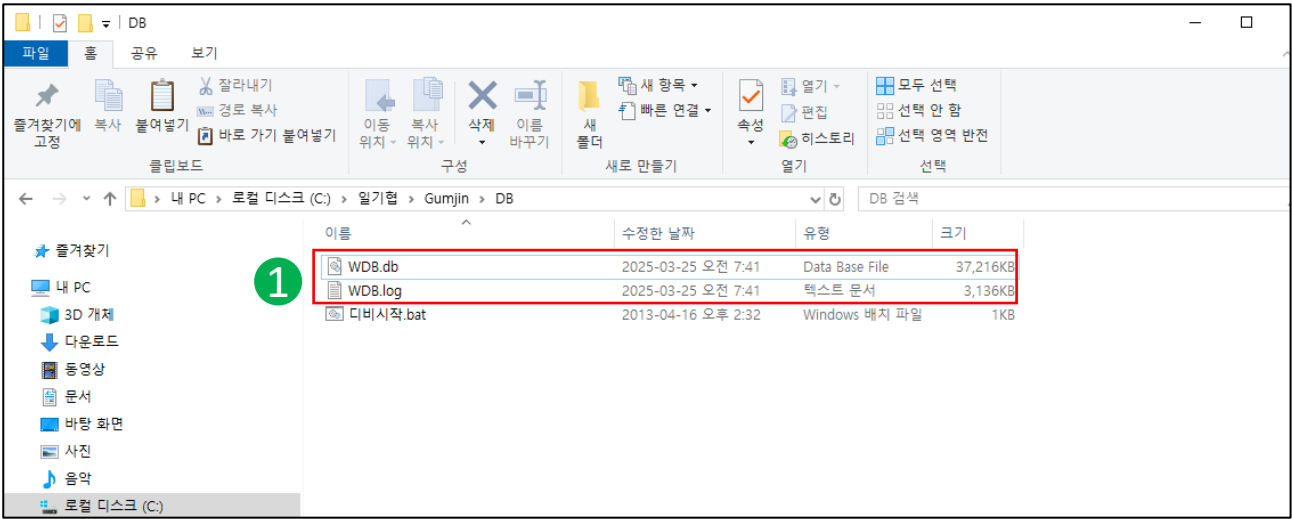 DB
파일 홈 공유 보기
즐겨찾기에 고정
복사
붙여넣기
잘라내기
경로 복사
바로 가기 붙여넣기
클립보드
이동 위치
복사 위치
삭제
이름 바꾸기
구성
새 폴더
새 항목
빠른 연결
새로 만들기
속성
열기
편집
히스토리
열기
모두 선택
선택 안 함
선택 영역 반전
선택
내 PC > 로컬 디스크 (C:) > 일기협 > Gumjin > DB
DB 검색
이름 수정한 날짜 유형 크기
1
WDB.db 2025-03-25 오전 7:41 Data Base File 37,216KB
WDB.log 2025-03-25 오전 7:41 텍스트 문서 3,136KB
디비시작.bat 2013-04-16 오후 2:32 Windows 배치 파일 1KB
즐겨찾기
내 PC
3D 개체
다운로드
동영상
문서
바탕 화면
사진
음악
로컬 디스크 (C:)